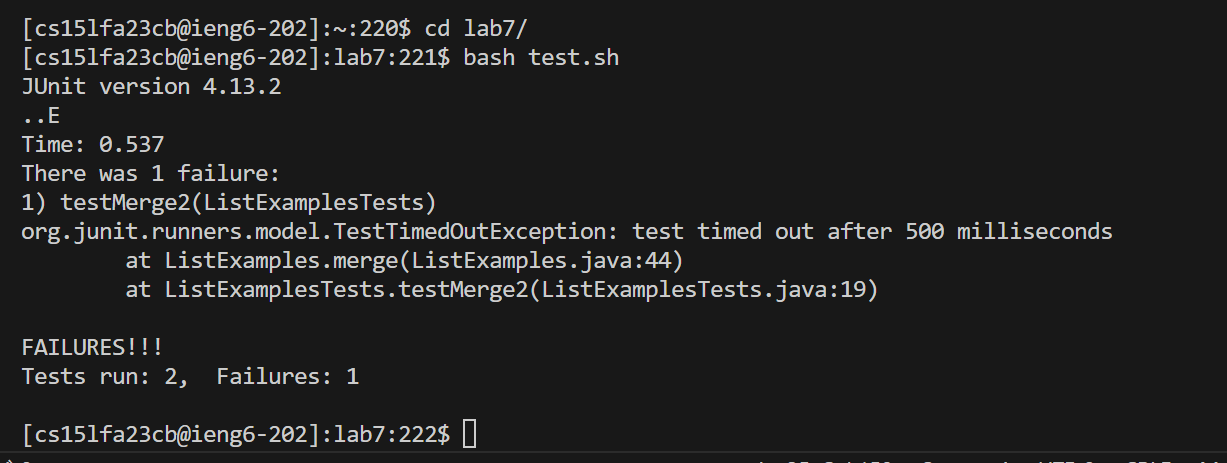 [cs15lfa23cb@ieng6-202]:~:220$ cd lab7/
[cs15lfa23cb@ieng6-202]:lab7:221$ bash test.sh
JUnit version 4.13.2
..E
Time: 0.537
There was 1 failure:
1) testMerge2(ListExamplesTests)
org.junit.runners.model.TestTimedOutException: test timed out after 500 milliseconds
        at ListExamples.merge(ListExamples.java:44)
        at ListExamplesTests.testMerge2(ListExamplesTests.java:19)

FAILURES!!!
Tests run: 2,  Failures: 1

[cs15lfa23cb@ieng6-202]:lab7:222$